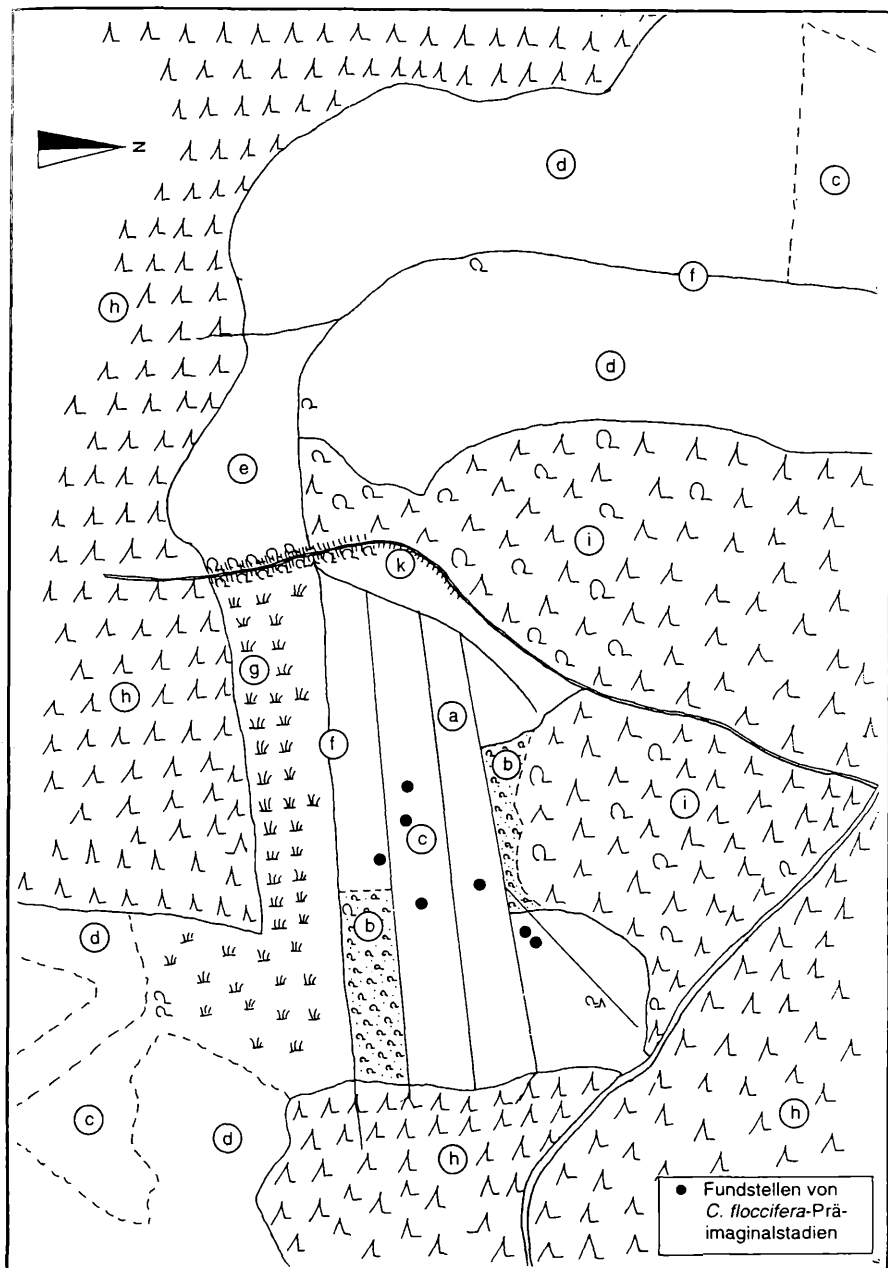 d
c
N
f
h
d
e
i
k
g
h
a
f
b
i
c
b
d
c
d
h
h
● Fundstellen von
C. floccifera-Prä-
imaginalstadien